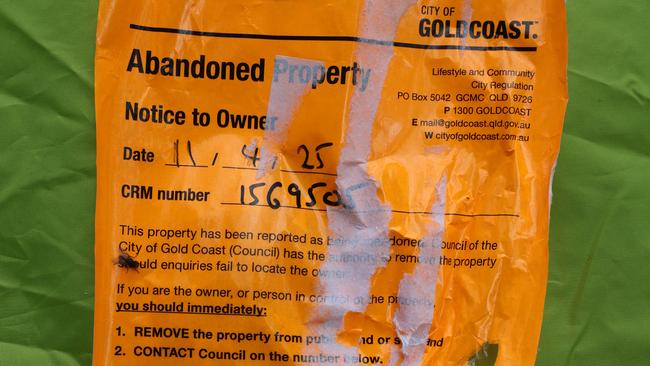 CITY OF
GOLDCOAST.™
Abandoned Property
Lifestyle and Community
City Regulation
PO Box 5042 GCMC QLD 9726
P 1300 GOLDCOAST
E mail@goldcoast.qld.gov.au
W cityofgoldcoast.com.au
Notice to Owner
Date 11, 4, 25
CRM number 1569505
This property has been reported as being abandoned. Council of the
City of Gold Coast (Council) has the authority to remove the property
should enquiries fail to locate the owner.
If you are the owner, or person in control of the property,
you should immediately:
1. REMOVE the property from public land or and
2. CONTACT Council on the number below.